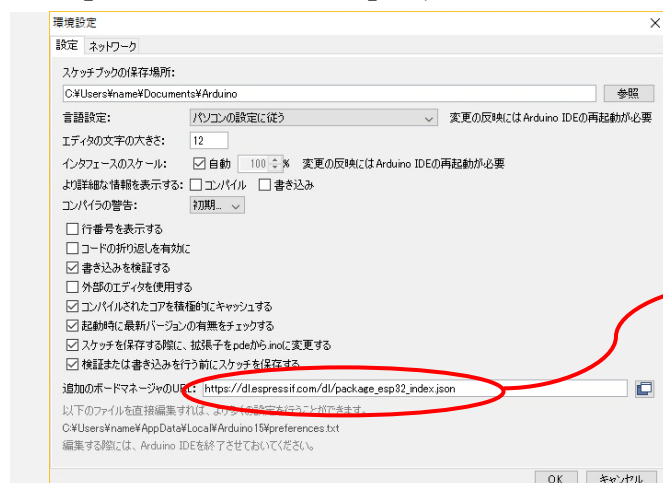 環境設定
設定 ネットワーク
スケッチブックの保存場所:
C:¥Users¥name¥Documents¥Arduino 参照
言語設定: パソコンの設定に従う 変更の反映にはArduino IDEの再起動が必要
エディタの文字の大きさ: 12
インタフェースのスケール: 自動 100 % 変更の反映にはArduino IDEの再起動が必要
より詳細な情報を表示する: コンパイル 書き込み
コンパイラの警告: 初期...
行番号を表示する
コードの折り返しを有効に
書き込みを検証する
外部のエディタを使用する
コンパイルされたコアを積極的にキャッシュする
起動時に最新バージョンの有無をチェックする
スケッチを保存する際に、拡張子をpdeから.inoに変更する
検証または書き込みを行う前にスケッチを保存する
追加のボードマネージャのURL: https://dl.espressif.com/dl/package_esp32_index.json
以下のファイルを直接編集すれば、より多くの設定を行うことができます。
C:¥Users¥name¥AppData¥Local¥Arduino15¥preferences.txt
編集する際には、Arduino IDEを終了させておいてください。
OK キャンセル